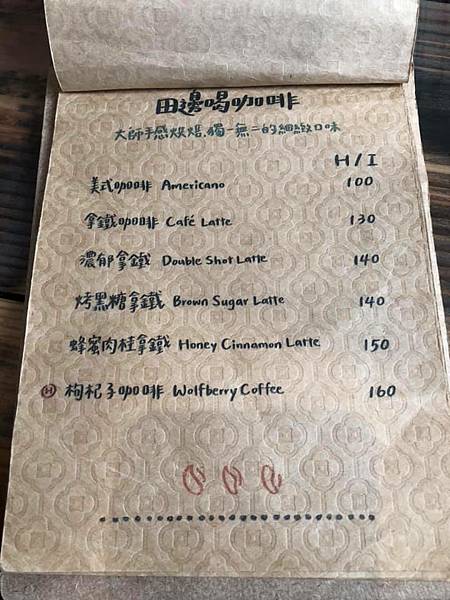 田邊喝咖啡
大師手感烘焙,獨一無二的細緻口味
H / I
美式咖啡 Americano 100
拿鐵咖啡 Café Latte 130
濃郁拿鐵 Double Shot Latte 140
烤黑糖拿鐵 Brown Sugar Latte 140
蜂蜜肉桂拿鐵 Honey Cinnamon Latte 150
Ⓗ 枸杞子咖啡 Wolfberry Coffee 160